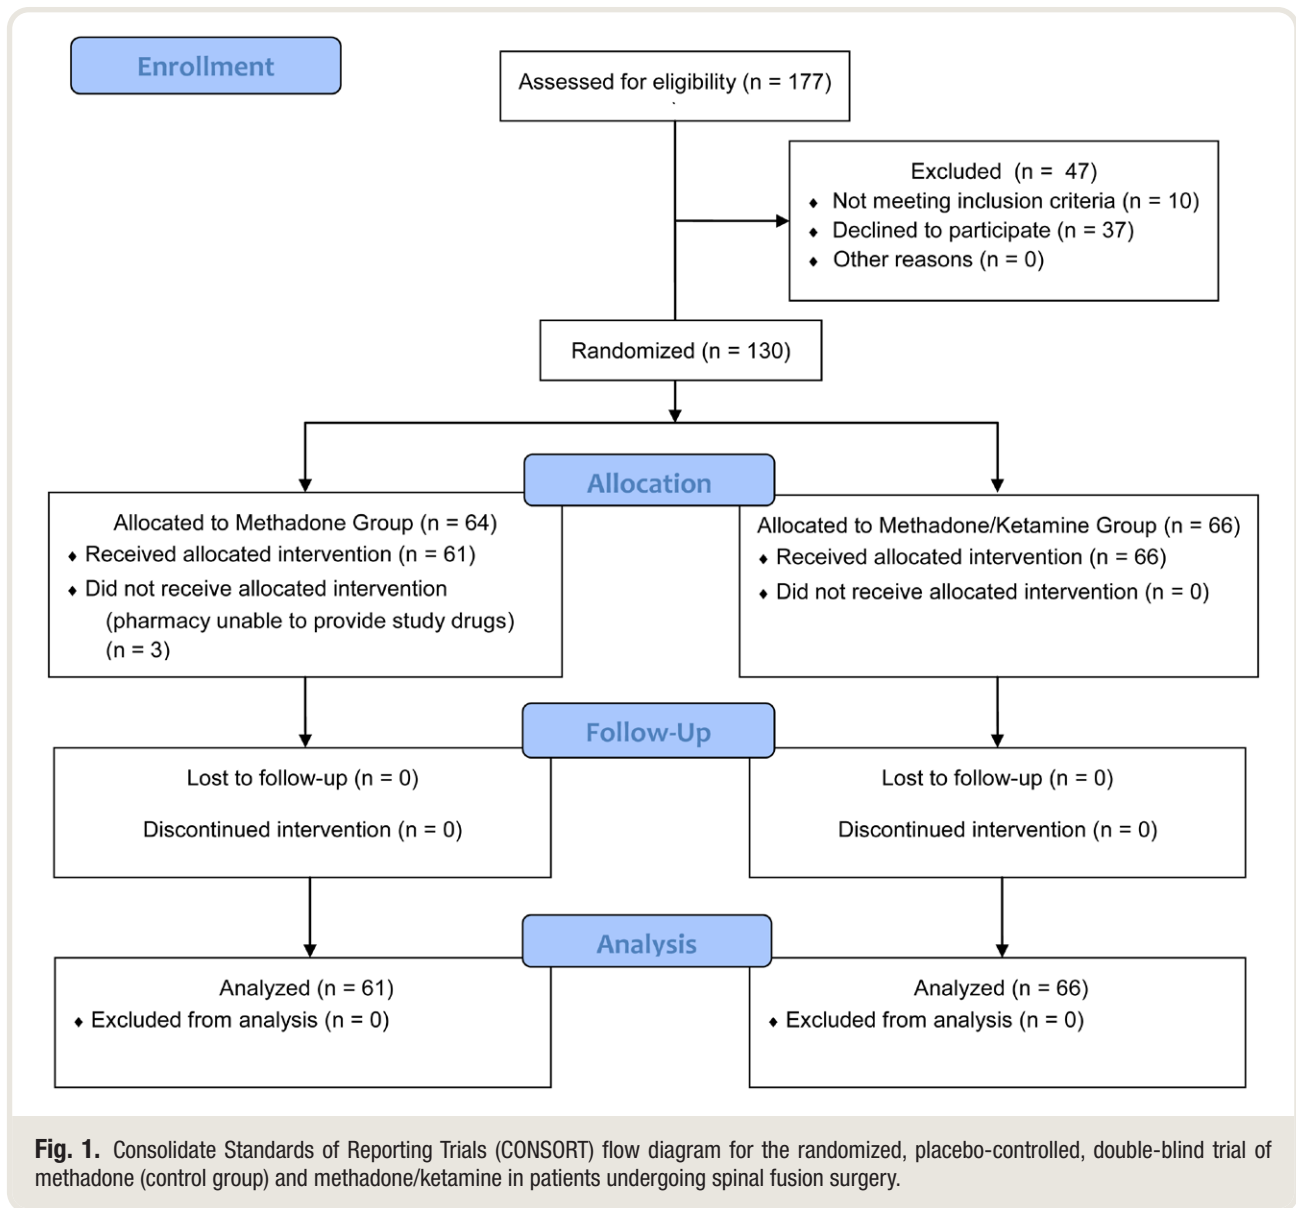 Enrollment
Assessed for eligibility (n = 177)
Excluded (n = 47)
♦ Not meeting inclusion criteria (n = 10)
♦ Declined to participate (n = 37)
♦ Other reasons (n = 0)
Randomized (n = 130)
Allocation
Allocated to Methadone Group (n = 64)
♦ Received allocated intervention (n = 61)
♦ Did not receive allocated intervention
(pharmacy unable to provide study drugs)
(n = 3)
Allocated to Methadone/Ketamine Group (n = 66)
♦ Received allocated intervention (n = 66)
♦ Did not receive allocated intervention (n = 0)
Follow-Up
Lost to follow-up (n = 0)
Discontinued intervention (n = 0)
Lost to follow-up (n = 0)
Discontinued intervention (n = 0)
Analysis
Analyzed (n = 61)
♦ Excluded from analysis (n = 0)
Analyzed (n = 66)
♦ Excluded from analysis (n = 0)
Fig. 1. Consolidate Standards of Reporting Trials (CONSORT) flow diagram for the randomized, placebo-controlled, double-blind trial of
methadone (control group) and methadone/ketamine in patients undergoing spinal fusion surgery.